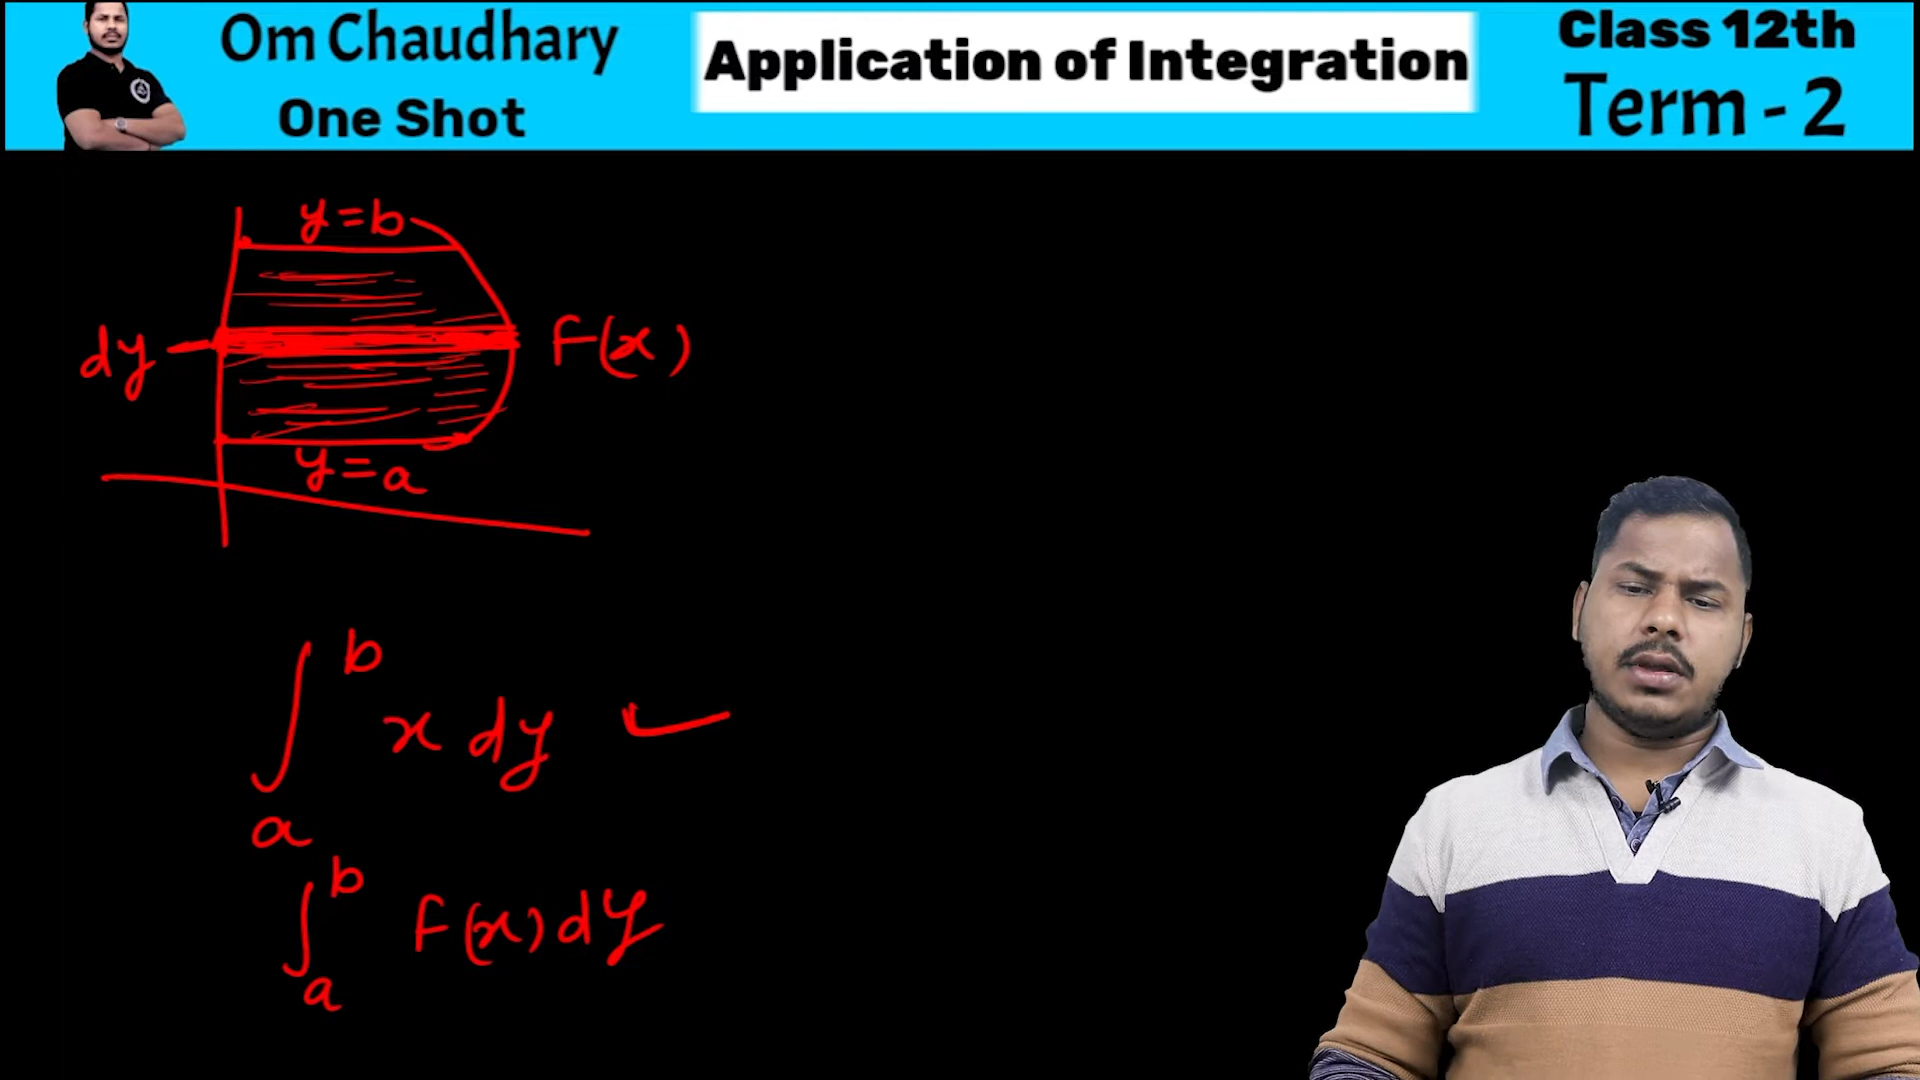 Om Chaudhary
One Shot
Application of Integration
Class 12th
Term - 2
y=b
dy
F(x)
y=a
∫ₐᵇ x dy ✓
∫ₐᵇ F(x) dy